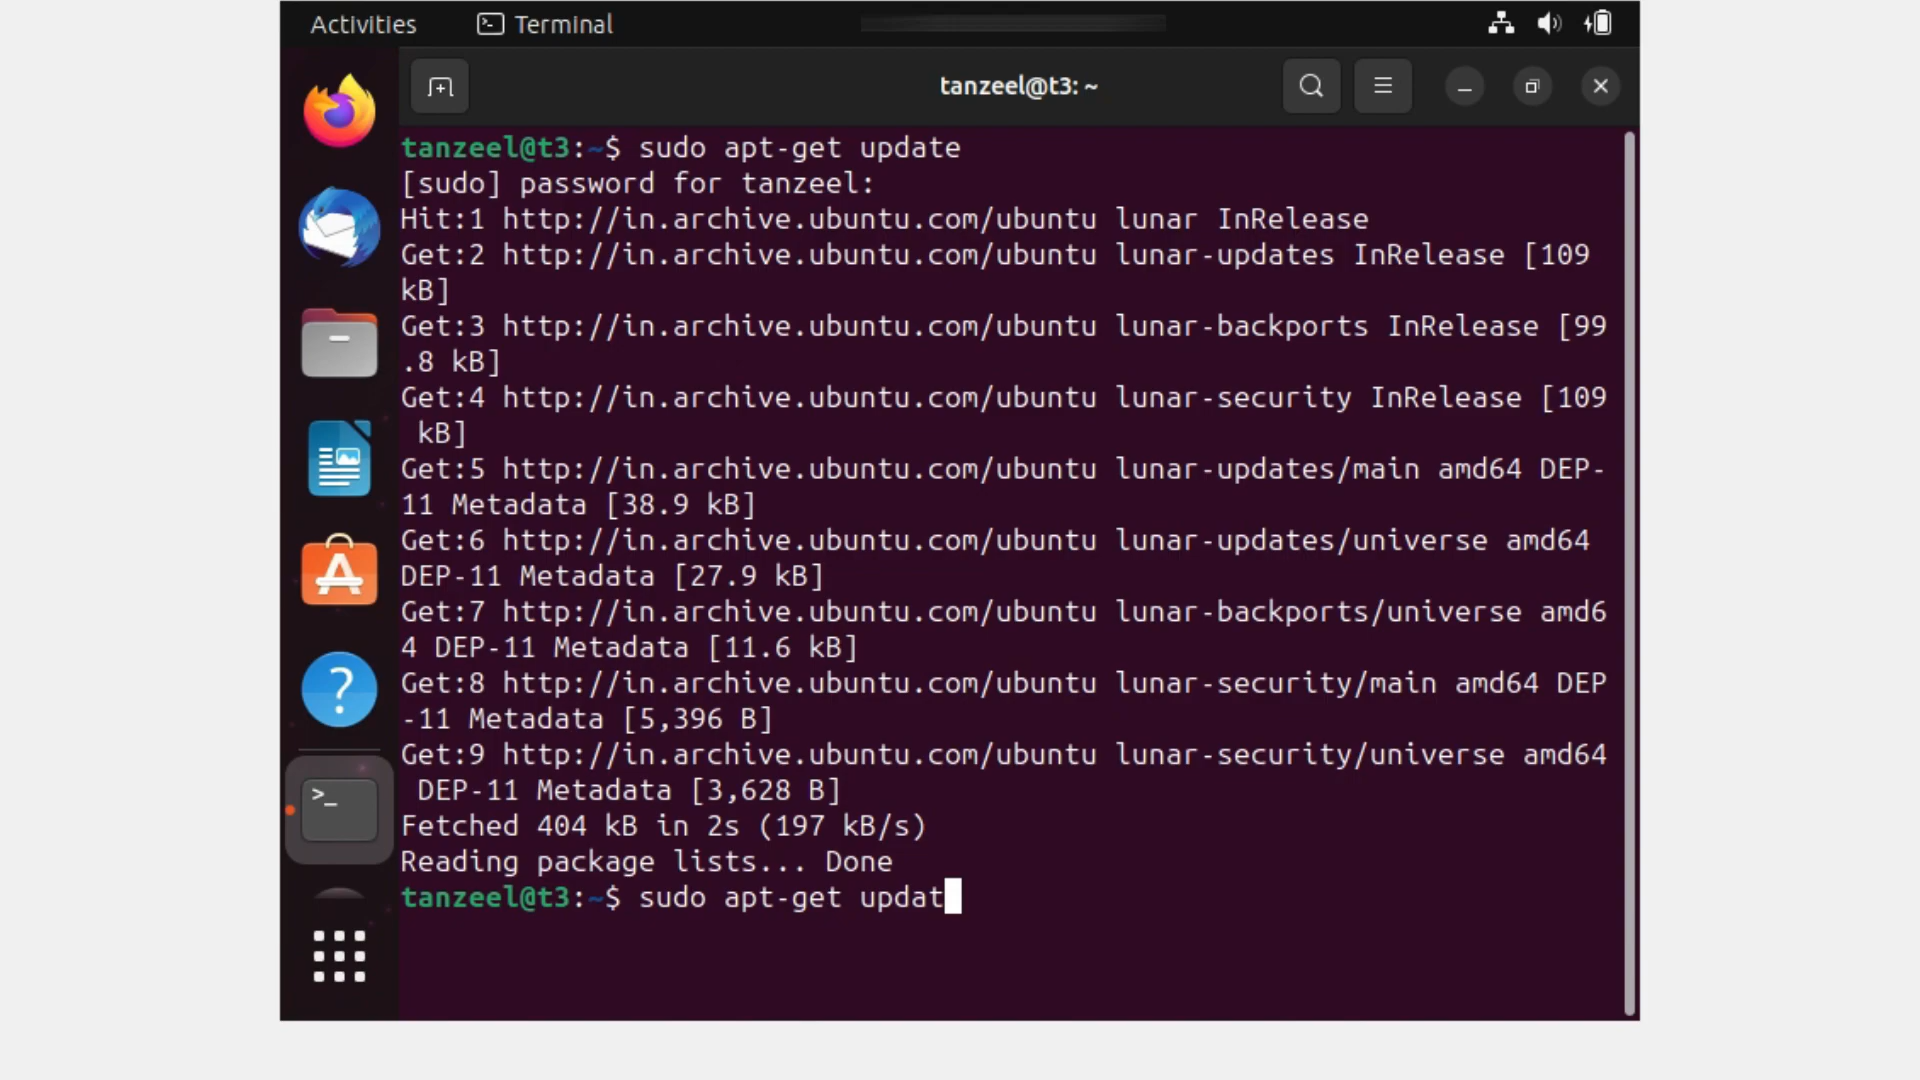 Activities Terminal
tanzeel@t3: ~
tanzeel@t3:~$ sudo apt-get update
[sudo] password for tanzeel:
Hit:1 http://in.archive.ubuntu.com/ubuntu lunar InRelease
Get:2 http://in.archive.ubuntu.com/ubuntu lunar-updates InRelease [109
kB]
Get:3 http://in.archive.ubuntu.com/ubuntu lunar-backports InRelease [99
.8 kB]
Get:4 http://in.archive.ubuntu.com/ubuntu lunar-security InRelease [109
 kB]
Get:5 http://in.archive.ubuntu.com/ubuntu lunar-updates/main amd64 DEP-
11 Metadata [38.9 kB]
Get:6 http://in.archive.ubuntu.com/ubuntu lunar-updates/universe amd64
DEP-11 Metadata [27.9 kB]
Get:7 http://in.archive.ubuntu.com/ubuntu lunar-backports/universe amd6
4 DEP-11 Metadata [11.6 kB]
Get:8 http://in.archive.ubuntu.com/ubuntu lunar-security/main amd64 DEP
-11 Metadata [5,396 B]
Get:9 http://in.archive.ubuntu.com/ubuntu lunar-security/universe amd64
 DEP-11 Metadata [3,628 B]
Fetched 404 kB in 2s (197 kB/s)
Reading package lists... Done
tanzeel@t3:~$ sudo apt-get updat